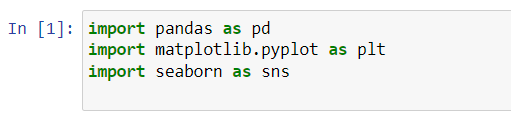 In [1]: import pandas as pd
import matplotlib.pyplot as plt
import seaborn as sns